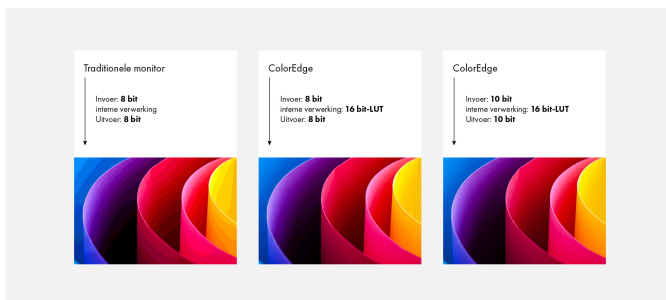 Traditionele monitor
Invoer: 8 bit
interne verwerking
Uitvoer: 8 bit
ColorEdge
Invoer: 8 bit
interne verwerking: 16 bit-LUT
Uitvoer: 8 bit
ColorEdge
Invoer: 10 bit
interne verwerking: 16 bit-LUT
Uitvoer: 10 bit